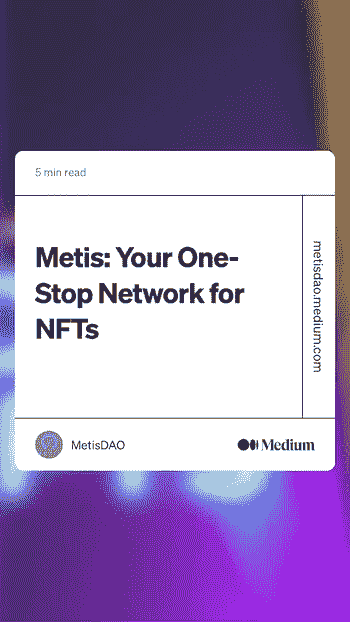 5 min read
Metis: Your One-
Stop Network for
NFTs
metisdao.medium.com
MetisDAO
Medium